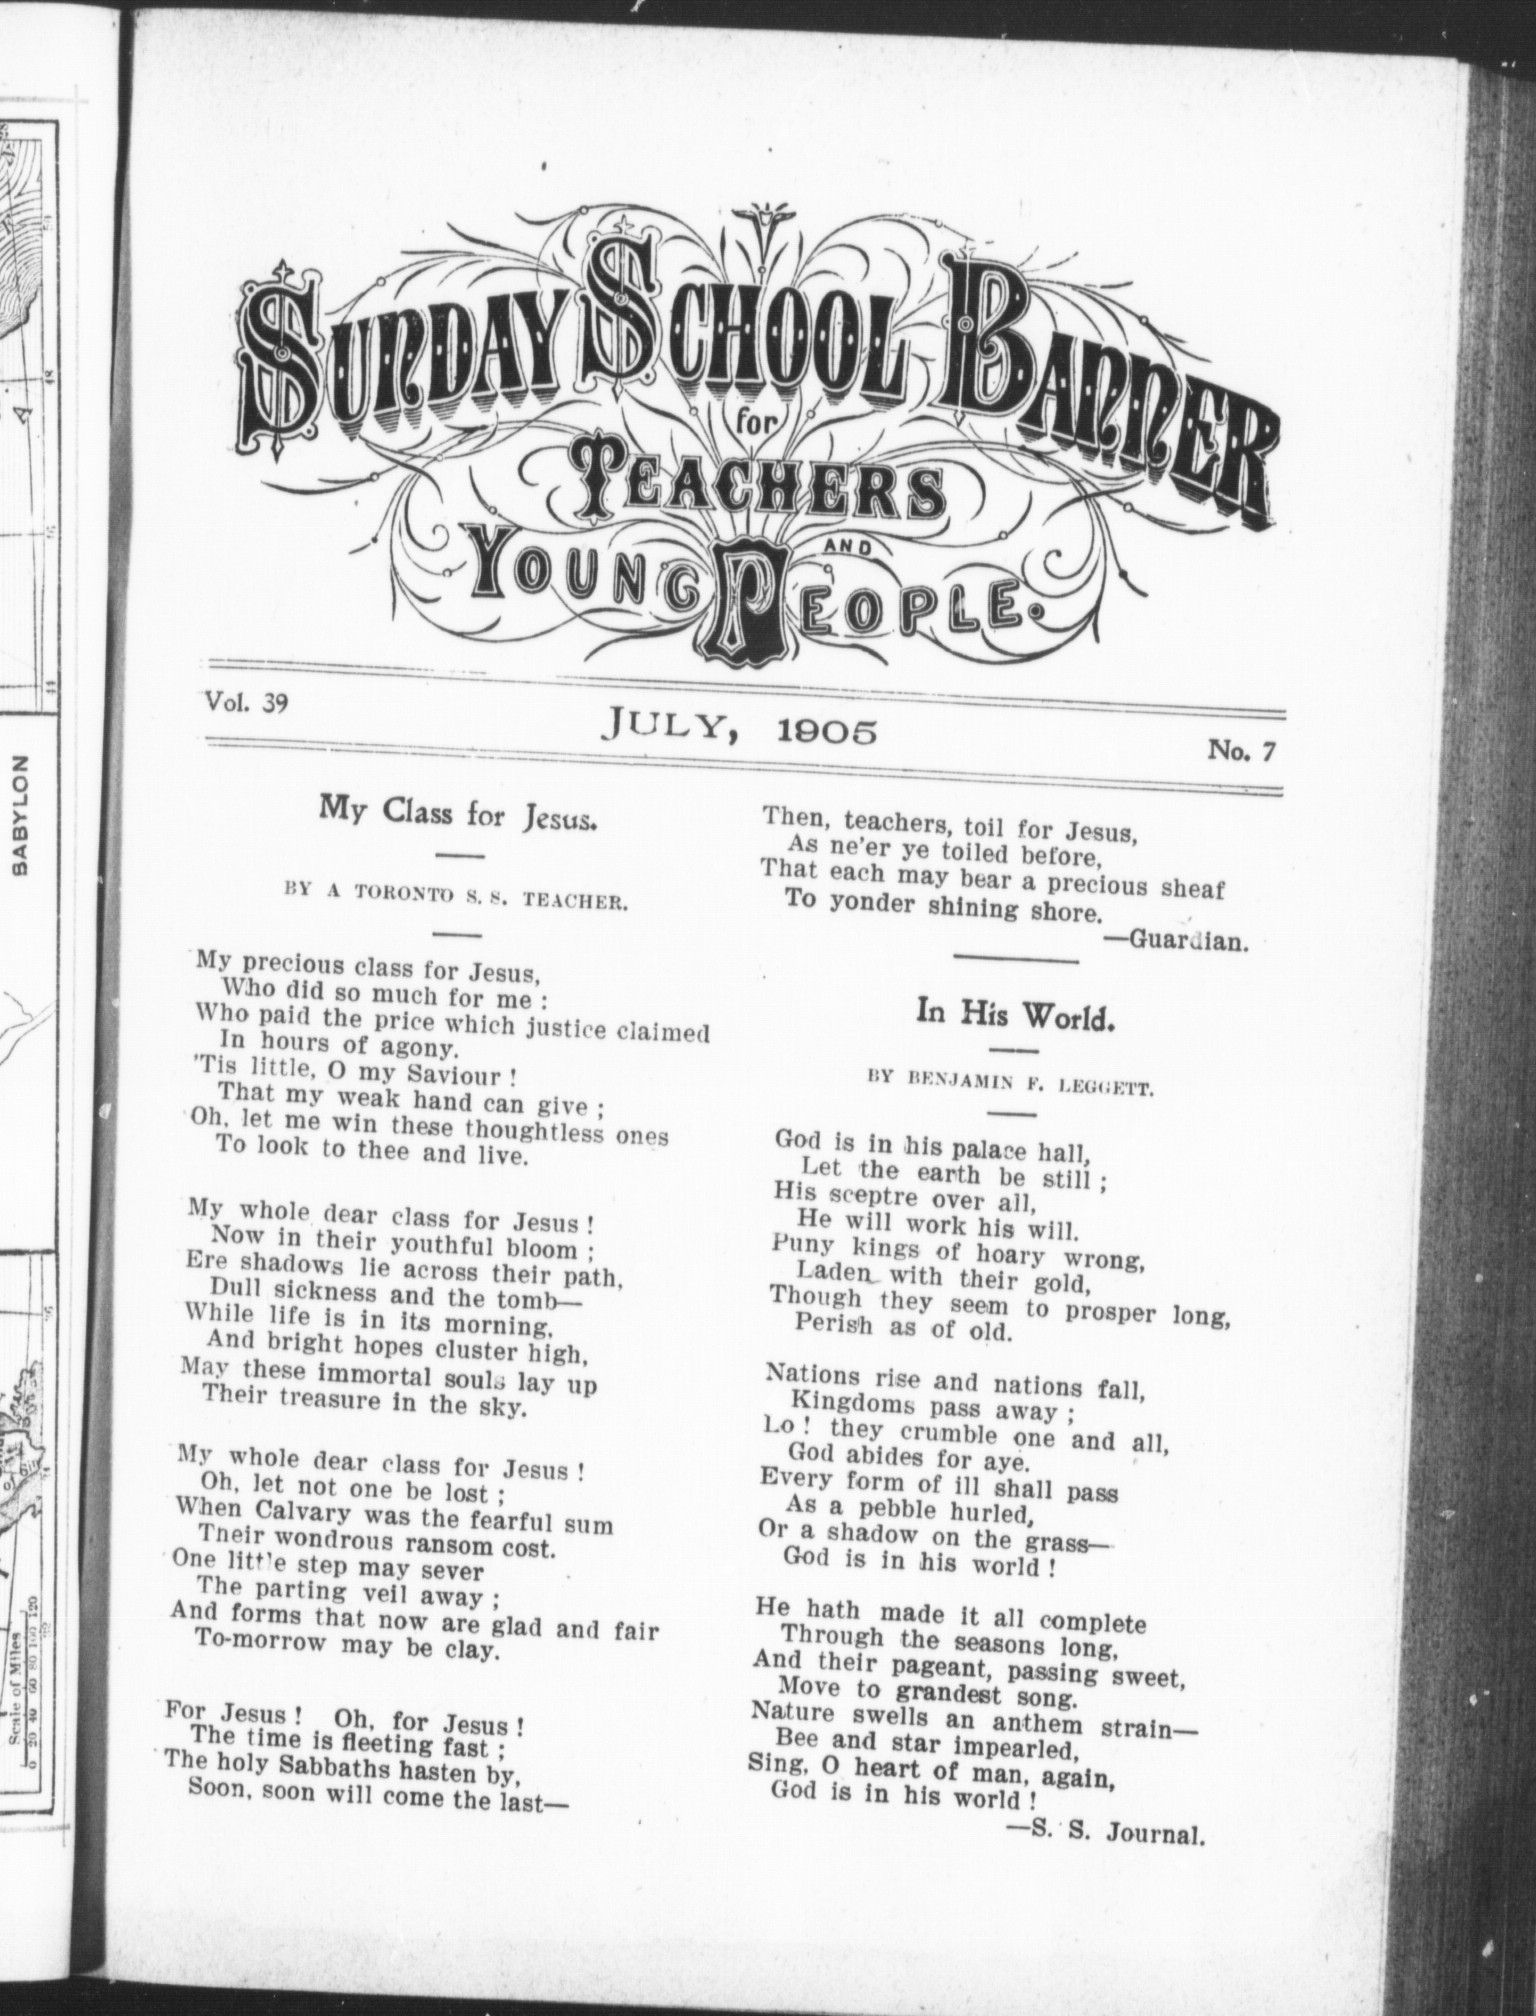 SUNDAY SCHOOL BANNER
for
TEACHERS
AND
YOUNG PEOPLE.
Vol. 39
JULY, 1905
No. 7
My Class for Jesus.
BY A TORONTO S. S. TEACHER.
My precious class for Jesus,
Who did so much for me :
Who paid the price which justice claimed
In hours of agony.
'Tis little, O my Saviour !
That my weak hand can give ;
Oh, let me win these thoughtless ones
To look to thee and live.
My whole dear class for Jesus !
Now in their youthful bloom ;
Ere shadows lie across their path,
Dull sickness and the tomb—
While life is in its morning,
And bright hopes cluster high,
May these immortal souls lay up
Their treasure in the sky.
My whole dear class for Jesus !
Oh, let not one be lost ;
When Calvary was the fearful sum
Their wondrous ransom cost.
One little step may sever
The parting veil away ;
And forms that now are glad and fair
To-morrow may be clay.
For Jesus ! Oh, for Jesus !
The time is fleeting fast ;
The holy Sabbaths hasten by,
Soon, soon will come the last—
Then, teachers, toil for Jesus,
As ne'er ye toiled before,
That each may bear a precious sheaf
To yonder shining shore.
—Guardian.
In His World.
BY BENJAMIN F. LEGGETT.
God is in his palace hall,
Let the earth be still ;
His sceptre over all,
He will work his will.
Puny kings of hoary wrong,
Laden with their gold,
Though they seem to prosper long,
Perish as of old.
Nations rise and nations fall,
Kingdoms pass away ;
Lo ! they crumble one and all,
God abides for aye.
Every form of ill shall pass
As a pebble hurled,
Or a shadow on the grass—
God is in his world !
He hath made it all complete
Through the seasons long,
And their pageant, passing sweet,
Move to grandest song.
Nature swells an anthem strain—
Bee and star impearled,
Sing, O heart of man, again,
God is in his world !
—S. S. Journal.
BABYLON
Scale of Miles
0 20 40 60 80 100 120